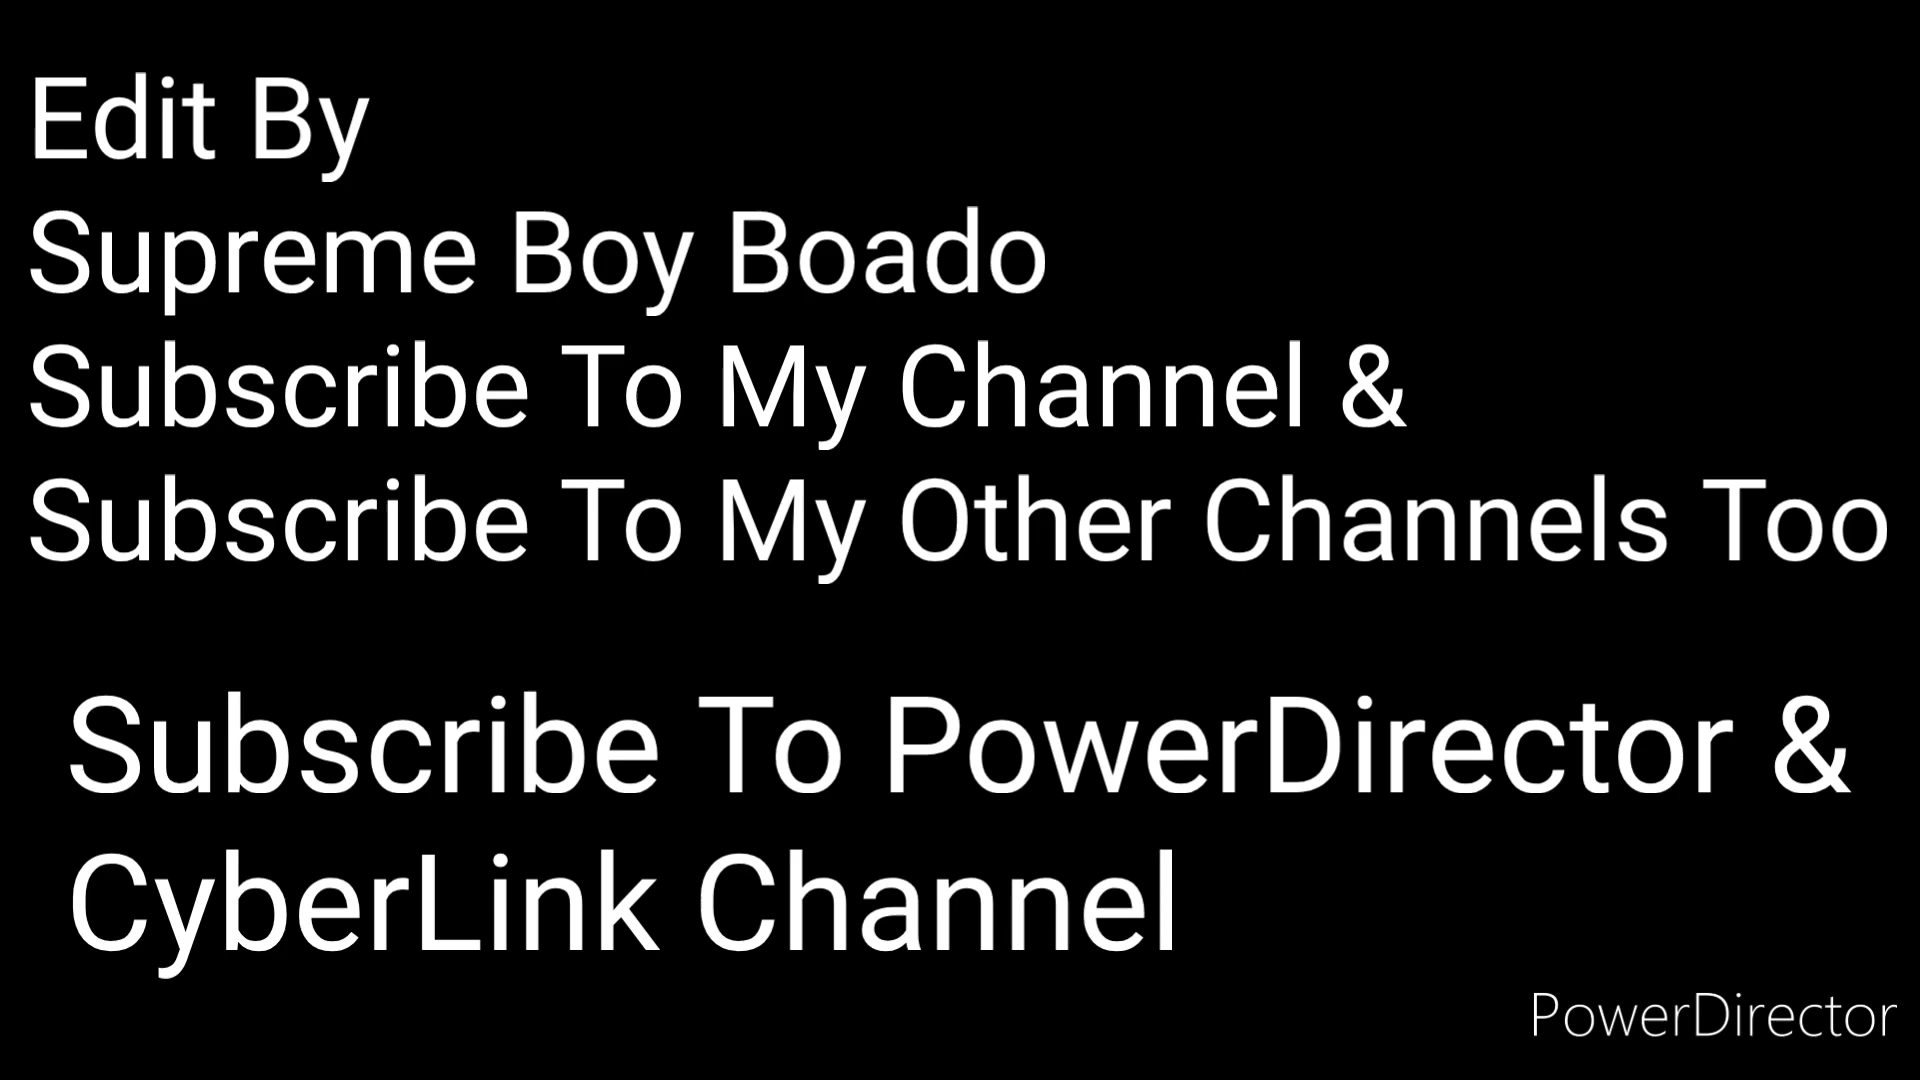 Edit By
Supreme Boy Boado
Subscribe To My Channel &
Subscribe To My Other Channels Too
Subscribe To PowerDirector &
CyberLink Channel
PowerDirector